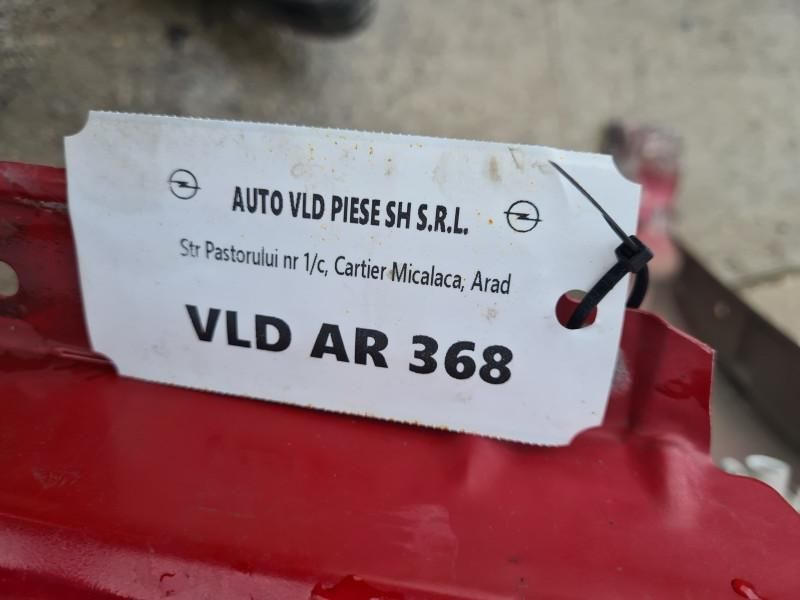 AUTO VLD PIESE SH S.R.L.
Str Pastorului nr 1/c, Cartier Micalaca, Arad
VLD AR 368